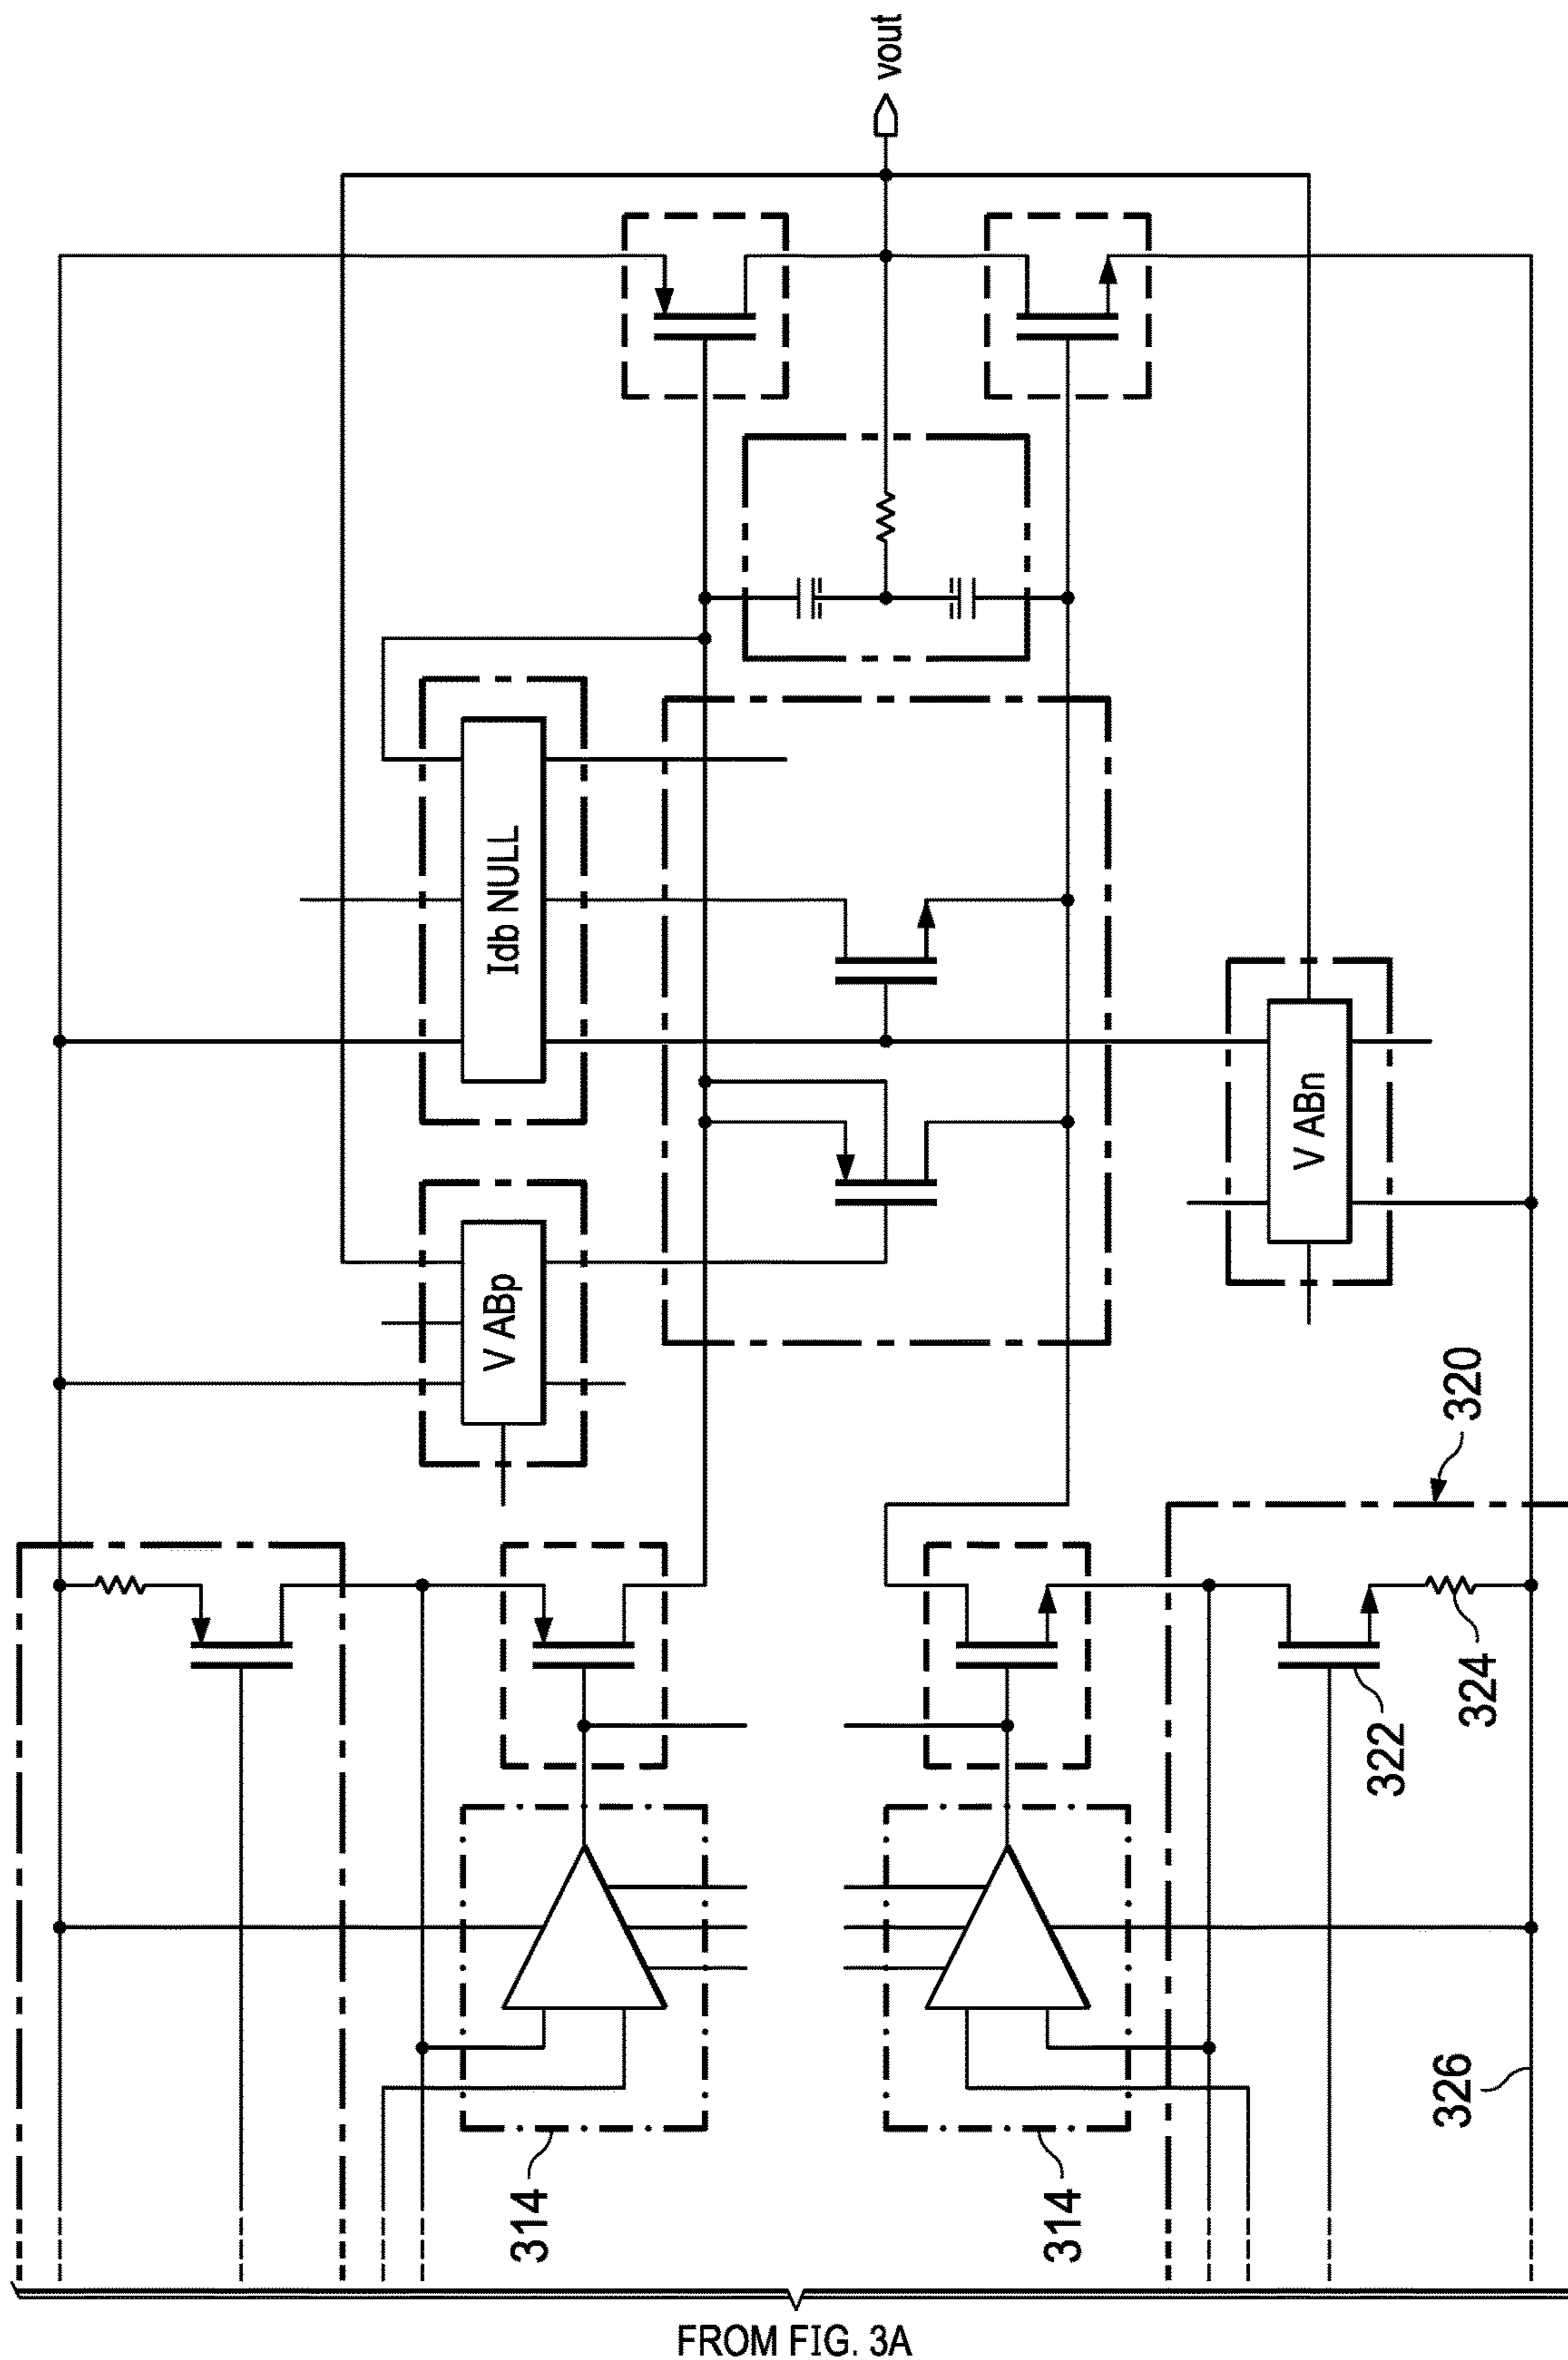 vout
Idb NULL
V ABp
V ABn
320
324
322
326
314
314
FROM FIG. 3A